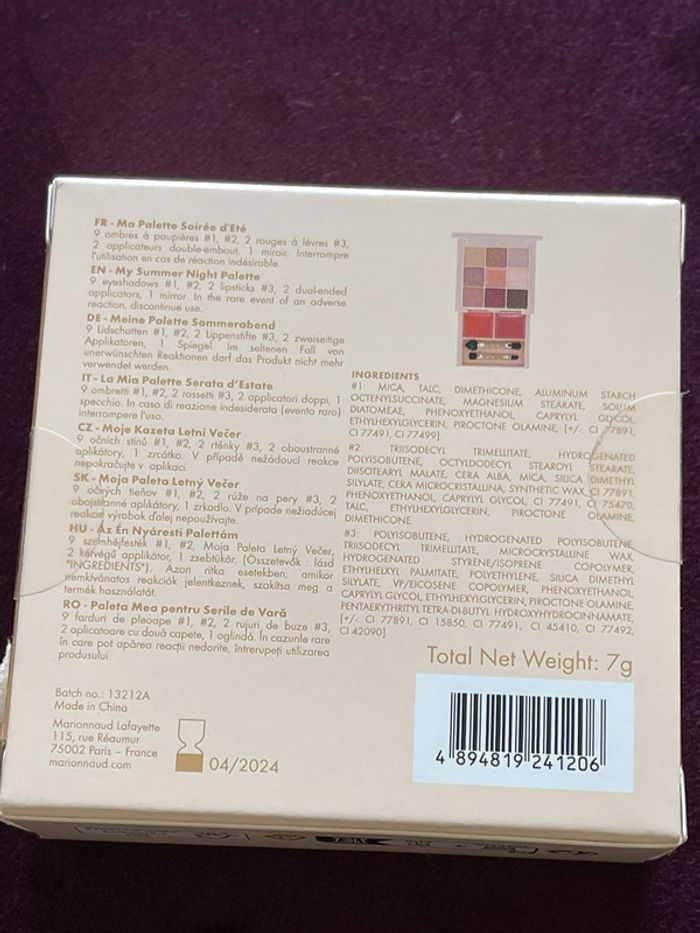 FR - Ma Palette Soirée d'Eté
9 ombres à paupières #1, #2, 2 rouges à lèvres #3,
2 applicateurs double-embout, 1 miroir. Interrompre
l'utilisation en cas de réaction indésirable.
EN - My Summer Night Palette
9 eyeshadows #1, #2, 2 lipsticks #3, 2 dual-ended
applicators, 1 mirror. In the rare event of an adverse
reaction, discontinue use.
DE - Meine Palette Sommerabend
9 Lidschatten #1, #2, 2 Lippenstifte #3, 2 zweiseitige
Applikatoren, 1 Spiegel. Im seltenen Fall von
unerwünschten Reaktionen darf das Produkt nicht mehr
verwendet werden.
IT - La Mia Palette Serata d'Estate
9 ombretti #1, #2, 2 rossetti #3, 2 applicatori doppi, 1
specchio. In caso di reazione indesiderata (evento raro)
interrompere l'uso.
CZ - Moje Kazeta Letní Večer
9 očních stínů #1, #2, 2 rtěnky #3, 2 oboustranné
aplikátory, 1 zrcátko. V případě nežádoucí reakce
nepokračujte v aplikaci.
SK - Moja Paleta Letný Večer
9 očných tieňov #1, #2, 2 rúže na pery #3, 2
obojstranné aplikátory, 1 zrkadlo. V prípade nežiadúcej
reakcii výrobok ďalej nepoužívajte.
HU - Az Én Nyáresti Palettám
9 szemhéjfesték #1, #2, Moja Paleta Letný Večer,
2 kétvégű applikátor, 1 zsebtükör. (Összetevők : lásd
"INGREDIENTS"). Azon ritka esetekben, amikor
nemkívánatos reakciók jelentkeznek, szakítsa meg a
termék használatát.
RO - Paleta Mea pentru Serile de Vară
9 farduri de pleoape #1, #2, 2 rujuri de buze #3,
2 aplicatoare cu două capete, 1 oglindă. În cazurile rare
în care pot apărea reacții nedorite, întrerupeți utilizarea
produsului.
Batch no.: 13212A
Made in China
Marionnaud Lafayette
115, rue Réaumur
75002 Paris – France
marionnaud.com
04/2024
INGREDIENTS
#1: MICA, TALC, DIMETHICONE, ALUMINUM STARCH
OCTENYLSUCCINATE, MAGNESIUM STEARATE, SOLUM
DIATOMEAE, PHENOXYETHANOL, CAPRYLYL GLYCOL,
ETHYLHEXYLGLYCERIN, PIROCTONE OLAMINE, [+/- CI 77891,
CI 77491, CI 77499].
#2: TRIISODECYL TRIMELLITATE, HYDROGENATED
POLYISOBUTENE, OCTYLDODECYL STEAROYL STEARATE,
DIISOTEARYL MALATE, CERA ALBA, MICA, SILICA DIMETHYL
SILYLATE, CERA MICROCRISTALLINA, SYNTHETIC WAX, CI 77891,
PHENOXYETHANOL, CAPRYLYL GLYCOL, CI 77491, CI 75470,
TALC, ETHYLHEXYLGLYCERIN, PIROCTONE OLAMINE,
DIMETHICONE.
#3: POLYISOBUTENE, HYDROGENATED POLYISOBUTENE,
TRIISODECYL TRIMELLITATE, MICROCRYSTALLINE WAX,
HYDROGENATED STYRENE/ISOPRENE COPOLYMER,
ETHYLHEXYL PALMITATE, POLYETHYLENE, SILICA DIMETHYL
SILYLATE, VP/EICOSENE COPOLYMER, PHENOXYETHANOL,
CAPRYLYL GLYCOL, ETHYLHEXYLGLYCERIN, PIROCTONE OLAMINE,
PENTAERYTHRITYL TETRA-DI-BUTYL HYDROXYHYDROCINNAMATE,
[+/- CI 77891, CI 15850, CI 77491, CI 45410, CI 77492,
CI 42090]
Total Net Weight: 7g
4 894819 241206